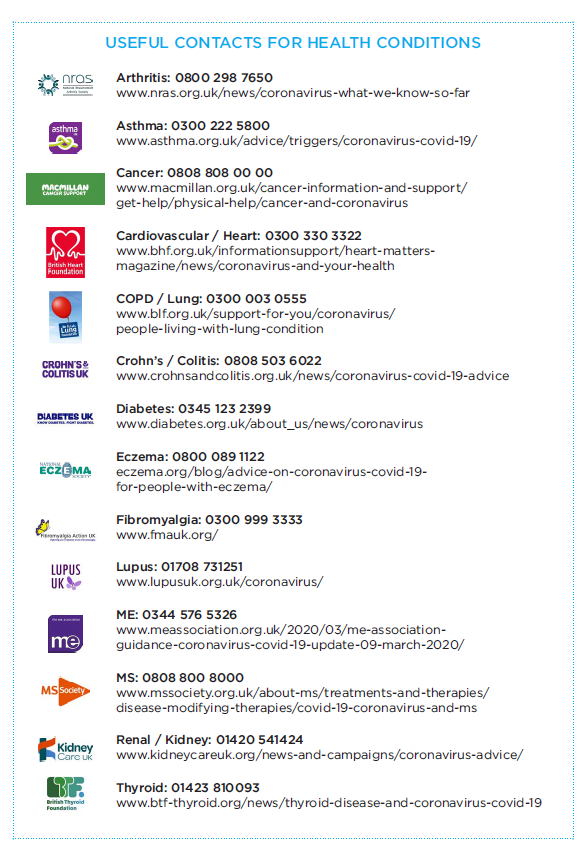 USEFUL CONTACTS FOR HEALTH CONDITIONS
nras
National Rheumatoid
Arthritis Society
Arthritis: 0800 298 7650
www.nras.org.uk/news/coronavirus-what-we-know-so-far
asthma
UK
Asthma: 0300 222 5800
www.asthma.org.uk/advice/triggers/coronavirus-covid-19/
MACMILLAN
CANCER SUPPORT
Cancer: 0808 808 00 00
www.macmillan.org.uk/cancer-information-and-support/
get-help/physical-help/cancer-and-coronavirus
British Heart
Foundation
Cardiovascular / Heart: 0300 330 3322
www.bhf.org.uk/informationsupport/heart-matters-
magazine/news/coronavirus-and-your-health
Lung
COPD / Lung: 0300 003 0555
www.blf.org.uk/support-for-you/coronavirus/
people-living-with-lung-condition
CROHN'S &
COLITIS UK
Crohn's / Colitis: 0808 503 6022
www.crohnsandcolitis.org.uk/news/coronavirus-covid-19-advice
DiABETES UK
KNOW DIABETES. FIGHT DIABETES.
Diabetes: 0345 123 2399
www.diabetes.org.uk/about_us/news/coronavirus
NATIONAL
ECZEMA
SOCIETY
Eczema: 0800 089 1122
eczema.org/blog/advice-on-coronavirus-covid-19-
for-people-with-eczema/
Fibromyalgia Action UK
Fibromyalgia: 0300 999 3333
www.fmauk.org/
LUPUS
UK
Lupus: 01708 731251
www.lupusuk.org.uk/coronavirus/
me
ME: 0344 576 5326
www.meassociation.org.uk/2020/03/me-association-
guidance-coronavirus-covid-19-update-09-march-2020/
MS Society
MS: 0808 800 8000
www.mssociety.org.uk/about-ms/treatments-and-therapies/
disease-modifying-therapies/covid-19-coronavirus-and-ms
Kidney
Care UK
Renal / Kidney: 01420 541424
www.kidneycareuk.org/news-and-campaigns/coronavirus-advice/
BTF
British Thyroid
Foundation
Thyroid: 01423 810093
www.btf-thyroid.org/news/thyroid-disease-and-coronavirus-covid-19